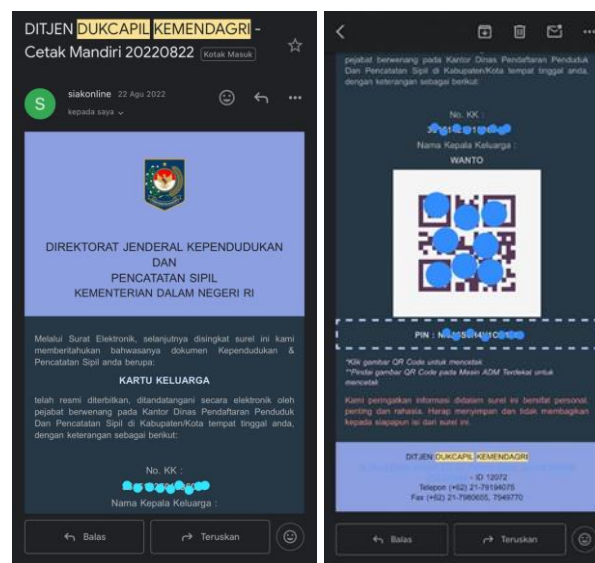 DITJEN DUKCAPIL KEMENDAGRI -
Cetak Mandiri 20220822 Kotak Masuk
S
siakonline 22 Agu 2022
kepada saya
DIREKTORAT JENDERAL KEPENDUDUKAN
DAN
PENCATATAN SIPIL
KEMENTERIAN DALAM NEGERI RI
Melalui Surat Elektronik, selanjutnya disingkat surel ini kami
memberitahukan bahwasanya dokumen Kependudukan &
Pencatatan Sipil anda berupa:
KARTU KELUARGA
telah resmi diterbitkan, ditandatangani secara elektronik oleh
pejabat berwenang pada Kantor Dinas Pendaftaran Penduduk
Dan Pencatatan Sipil di Kabupaten/Kota tempat tinggal anda,
dengan keterangan sebagai berikut:
No. KK :
Nama Kepala Keluarga :
Balas
Teruskan
pejabat berwenang pada Kantor Dinas Pendaftaran Penduduk
Dan Pencatatan Sipil di Kabupaten/Kota tempat tinggal anda,
dengan keterangan sebagai berikut:
No. KK :
Nama Kepala Keluarga :
WANTO
PIN :
*Klik gambar QR Code untuk mencetak
**Pindai gambar QR Code pada Mesin ADM Terdekat untuk
mencetak
Kami peringatkan informasi didalam surel ini bersifat personal,
penting dan rahasia. Harap menyimpan dan tidak membagikan
kepada siapapun isi dari surel ini.
DITJEN DUKCAPIL KEMENDAGRI
- ID 12072
Telepon (+62) 21-79194075
Fax (+62) 21-7980655, 7549770
Balas
Teruskan